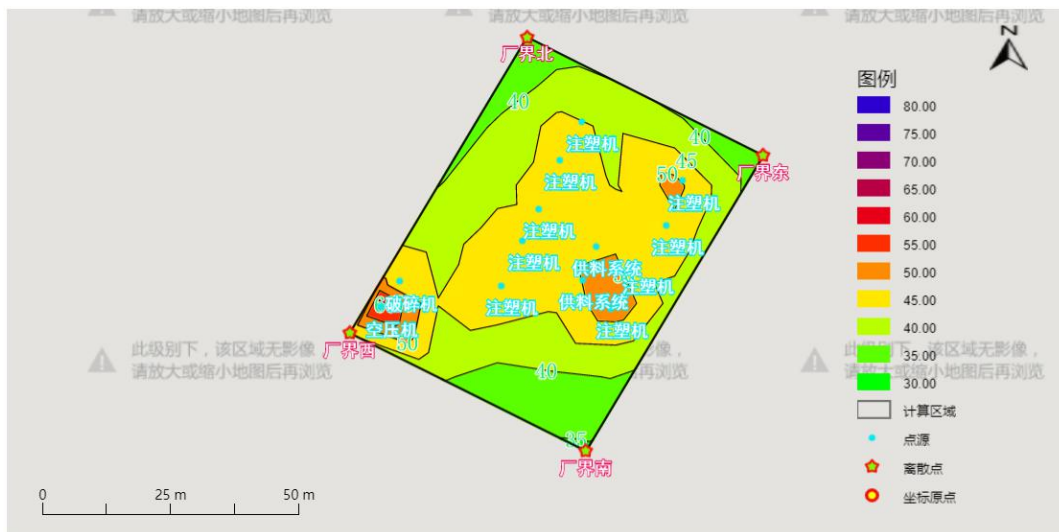 请放大或缩小地图后再浏览
请放大或缩小地图后再浏览
请放大或缩小地图后再浏览
N
厂界北
图例
80.00
75.00
70.00
65.00
60.00
55.00
50.00
45.00
40.00
35.00
30.00
计算区域
点源
离散点
坐标原点
40
40
注塑机
45
50
厂界东
注塑机
注塑机
注塑机
注塑机
注塑机
供料系统
注塑机
注塑机
供料系统
破碎机
空压机
注塑机
50
厂界西
此级别下，该区域无影像，
请放大或缩小地图后再浏览
请放大或缩小地图后再浏览
此级别下，该区域无影像，
请放大或缩小地图后再浏览
40
35
厂界南
0
25 m
50 m